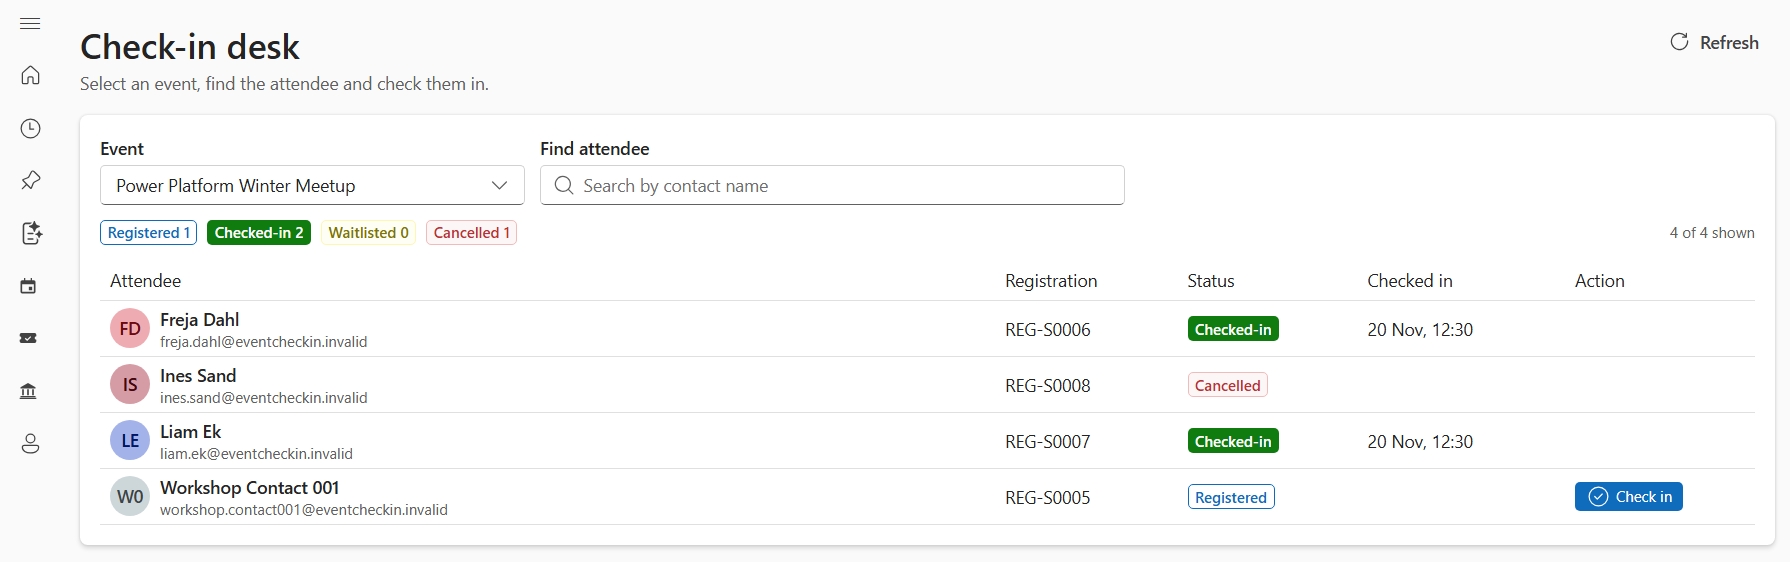 Check-in desk
Refresh
Select an event, find the attendee and check them in.
Event
Find attendee
Power Platform Winter Meetup
Search by contact name
Registered 1
Checked-in 2
Waitlisted 0
Cancelled 1
4 of 4 shown
Attendee
Registration
Status
Checked in
Action
FD
Freja Dahl
freja.dahl@eventcheckin.invalid
REG-S0006
Checked-in
20 Nov, 12:30
IS
Ines Sand
ines.sand@eventcheckin.invalid
REG-S0008
Cancelled
LE
Liam Ek
liam.ek@eventcheckin.invalid
REG-S0007
Checked-in
20 Nov, 12:30
W0
Workshop Contact 001
workshop.contact001@eventcheckin.invalid
REG-S0005
Registered
Check in